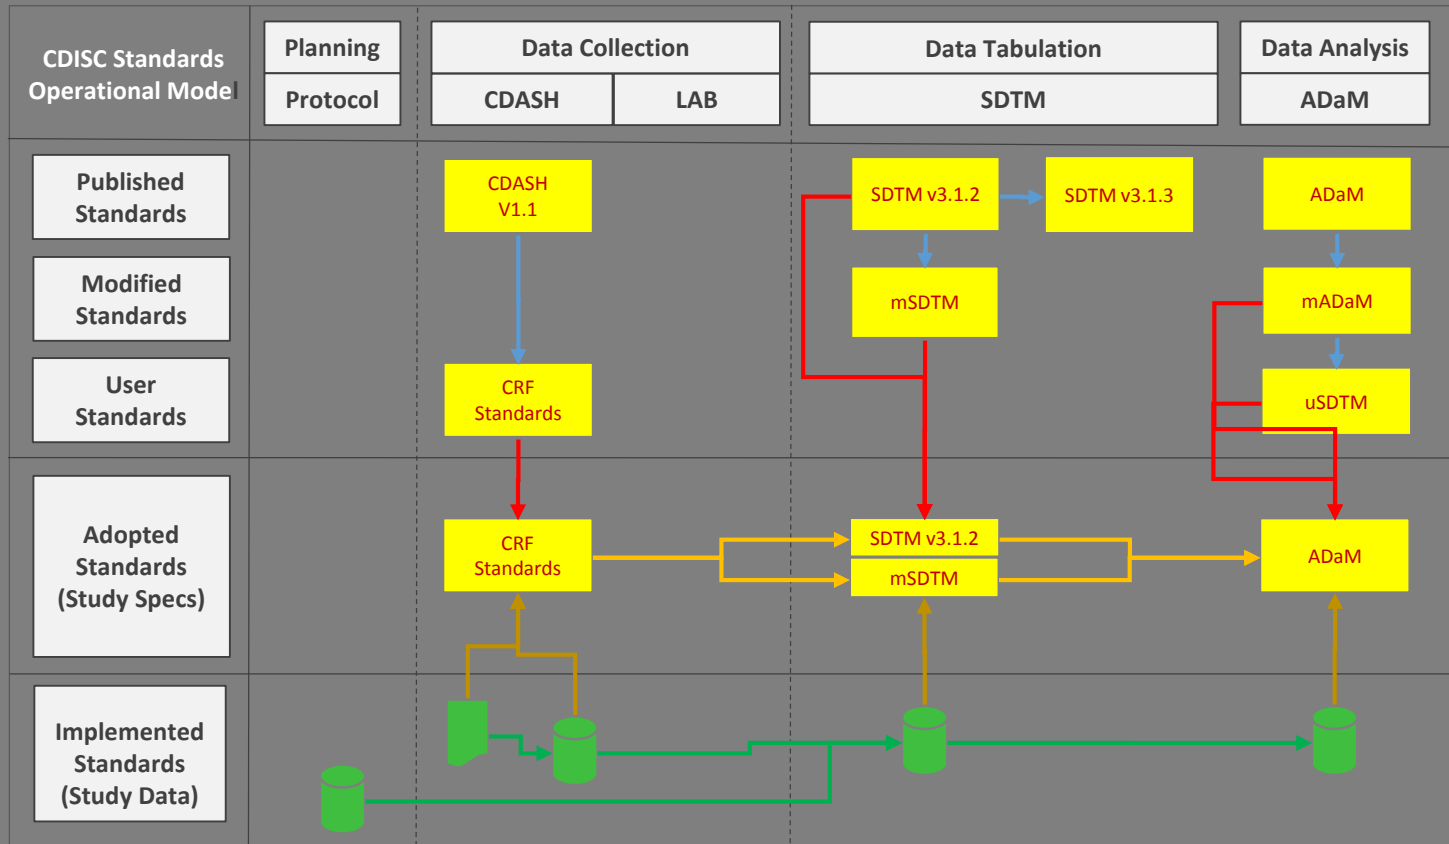 CDISC Standards
Operational Model
Planning
Data Collection
Data Tabulation
Data Analysis
Protocol
CDASH
LAB
SDTM
ADaM
Published
Standards
CDASH
V1.1
SDTM v3.1.2
SDTM v3.1.3
ADaM
Modified
Standards
mSDTM
mADaM
User
Standards
CRF
Standards
uSDTM
Adopted
Standards
(Study Specs)
CRF
Standards
SDTM v3.1.2
mSDTM
ADaM
Implemented
Standards
(Study Data)